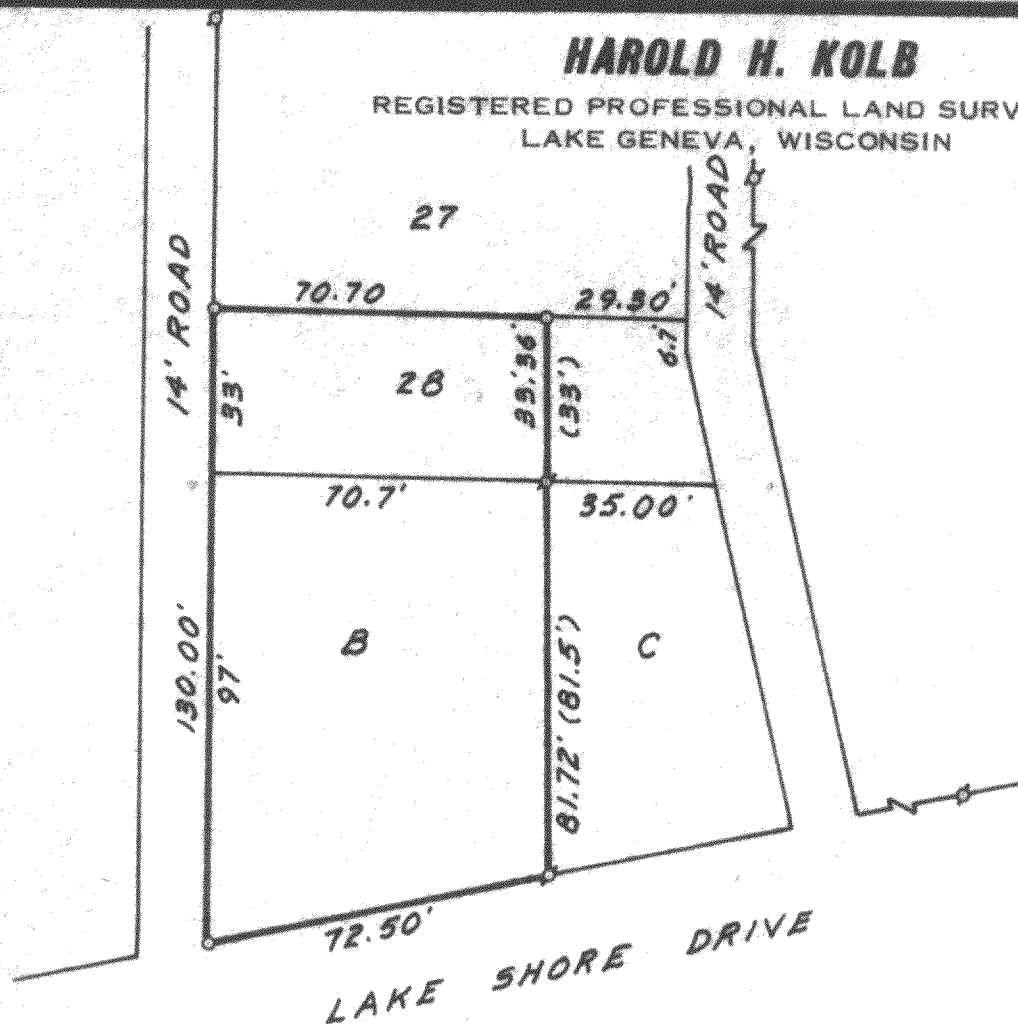 HAROLD H. KOLB
REGISTERED PROFESSIONAL LAND SURV
LAKE GENEVA, WISCONSIN
14' ROAD
27
14' ROAD
70.70
29.30'
6.7'
33'
28
33.36'
(33')
70.7'
35.00'
130.00'
97'
B
81.72' (81.5')
C
72.50'
LAKE SHORE DRIVE